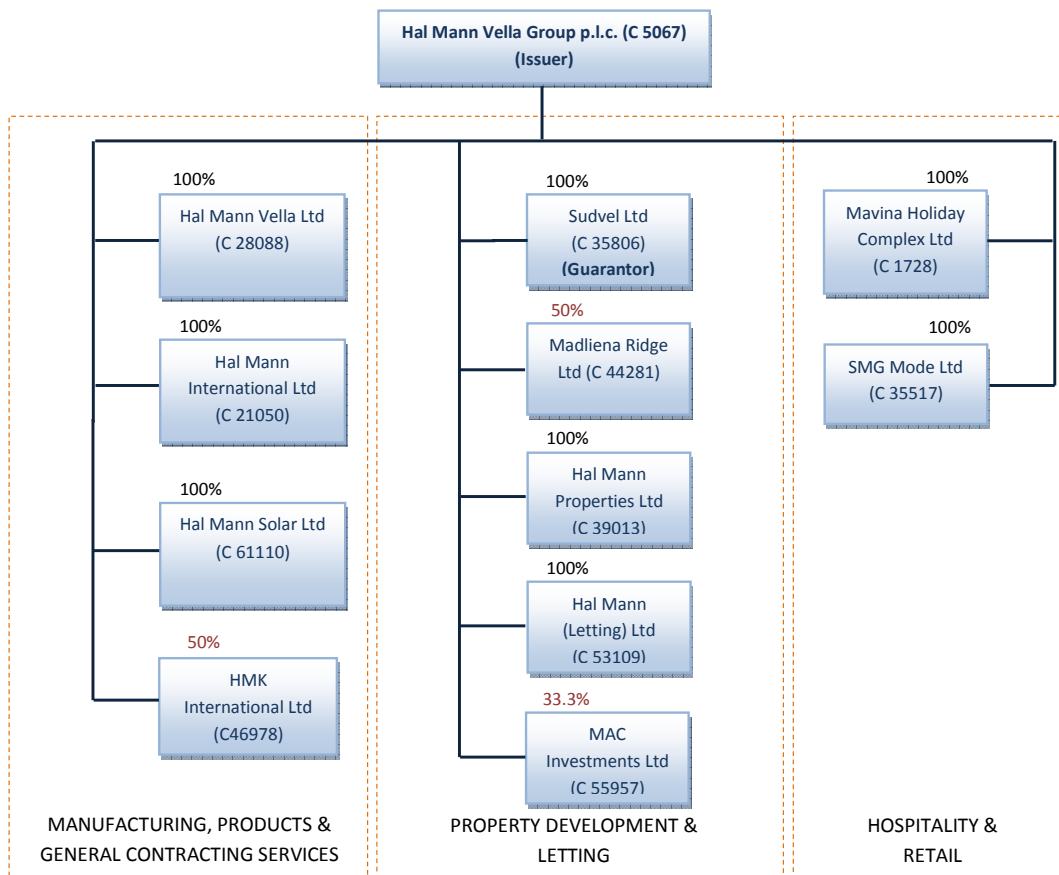 Hal Mann Vella Group p.l.c. (C 5067)
(Issuer)
100%
Hal Mann Vella Ltd
(C 28088)
100%
Hal Mann
International Ltd
(C 21050)
100%
Hal Mann Solar Ltd
(C 61110)
50%
HMK
International Ltd
(C46978)
MANUFACTURING, PRODUCTS &
GENERAL CONTRACTING SERVICES
100%
Sudvel Ltd
(C 35806)
(Guarantor)
50%
Madliena Ridge
Ltd (C 44281)
100%
Hal Mann
Properties Ltd
(C 39013)
100%
Hal Mann
(Letting) Ltd
(C 53109)
33.3%
MAC
Investments Ltd
(C 55957)
PROPERTY DEVELOPMENT &
LETTING
100%
Mavina Holiday
Complex Ltd
(C 1728)
100%
SMG Mode Ltd
(C 35517)
HOSPITALITY &
RETAIL